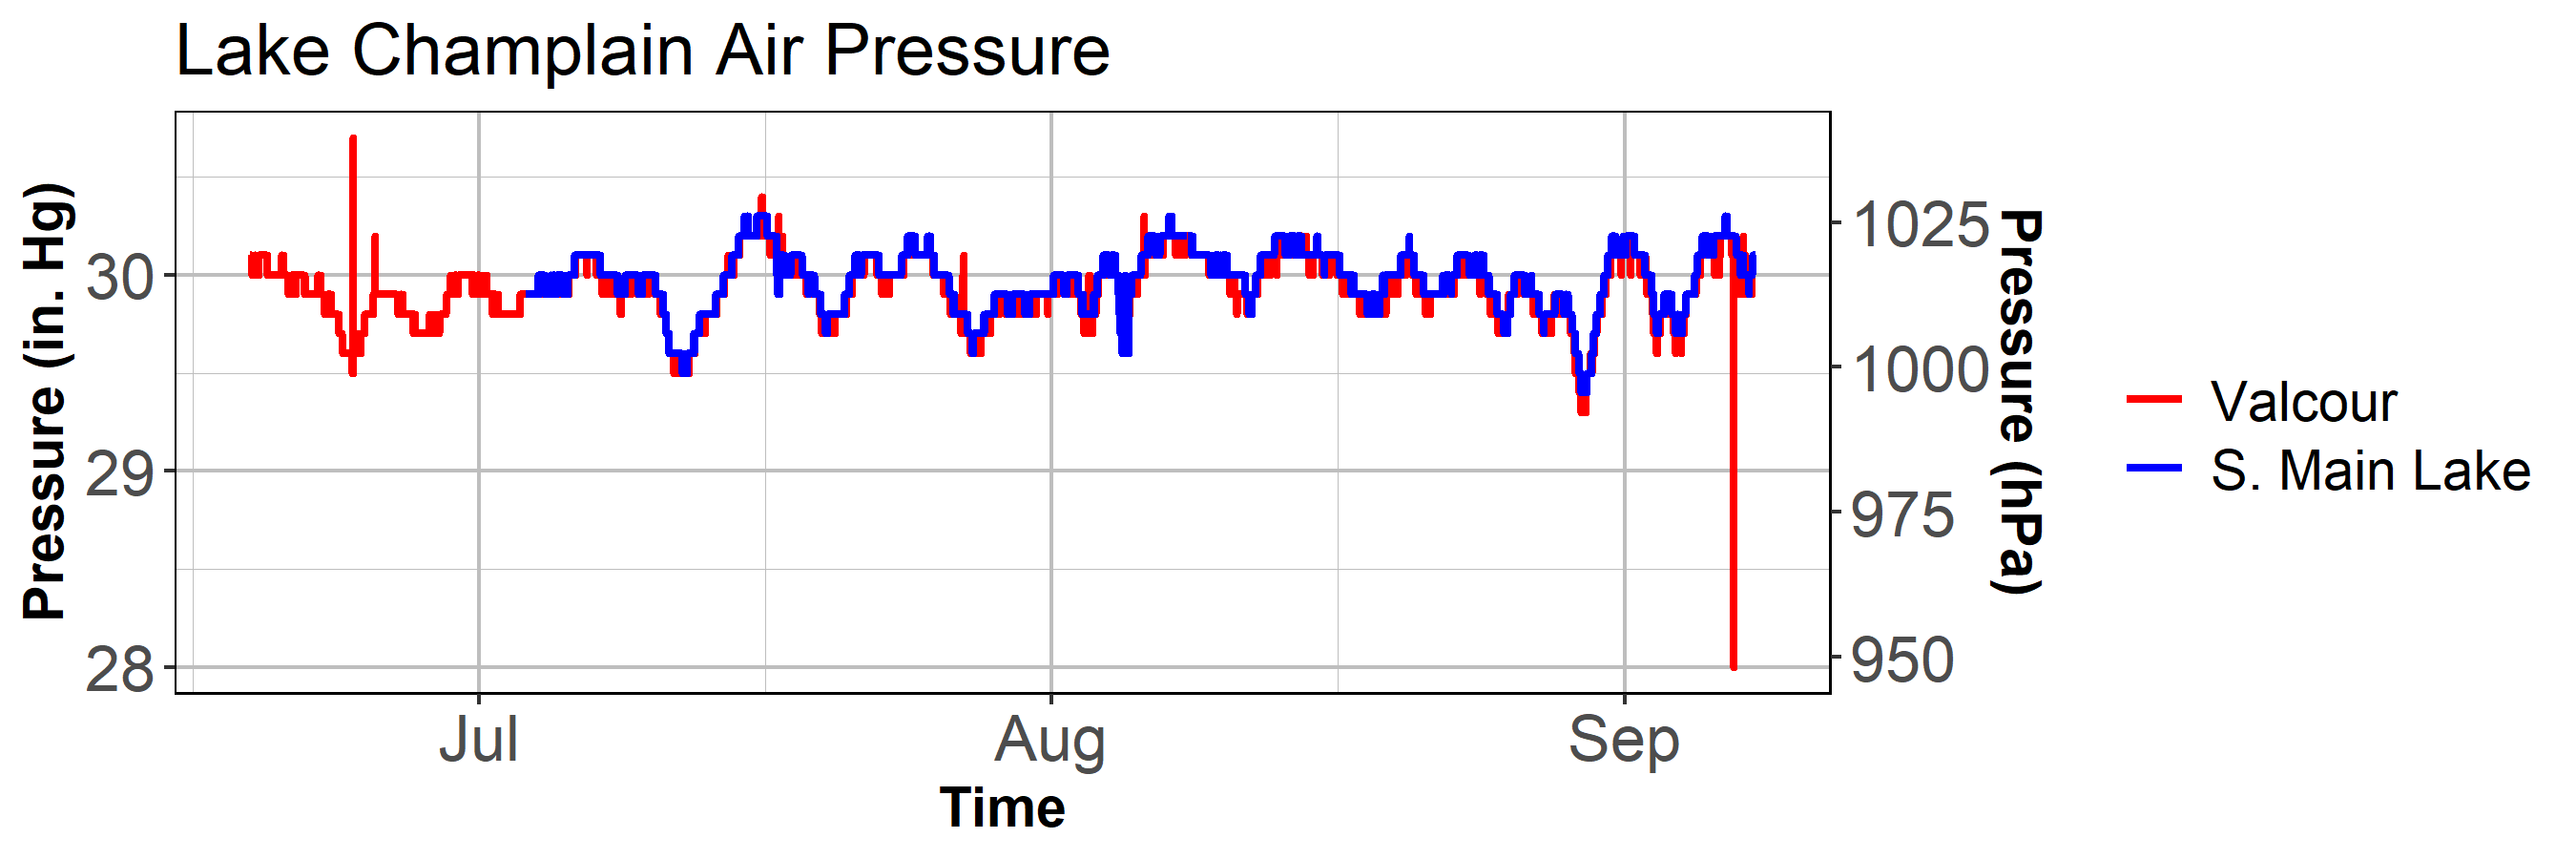 Lake Champlain Air Pressure
Pressure (in. Hg)
30
29
28
1025
1000
975
950
Pressure (hPa)
Jul
Aug
Sep
Time
Valcour
S. Main Lake